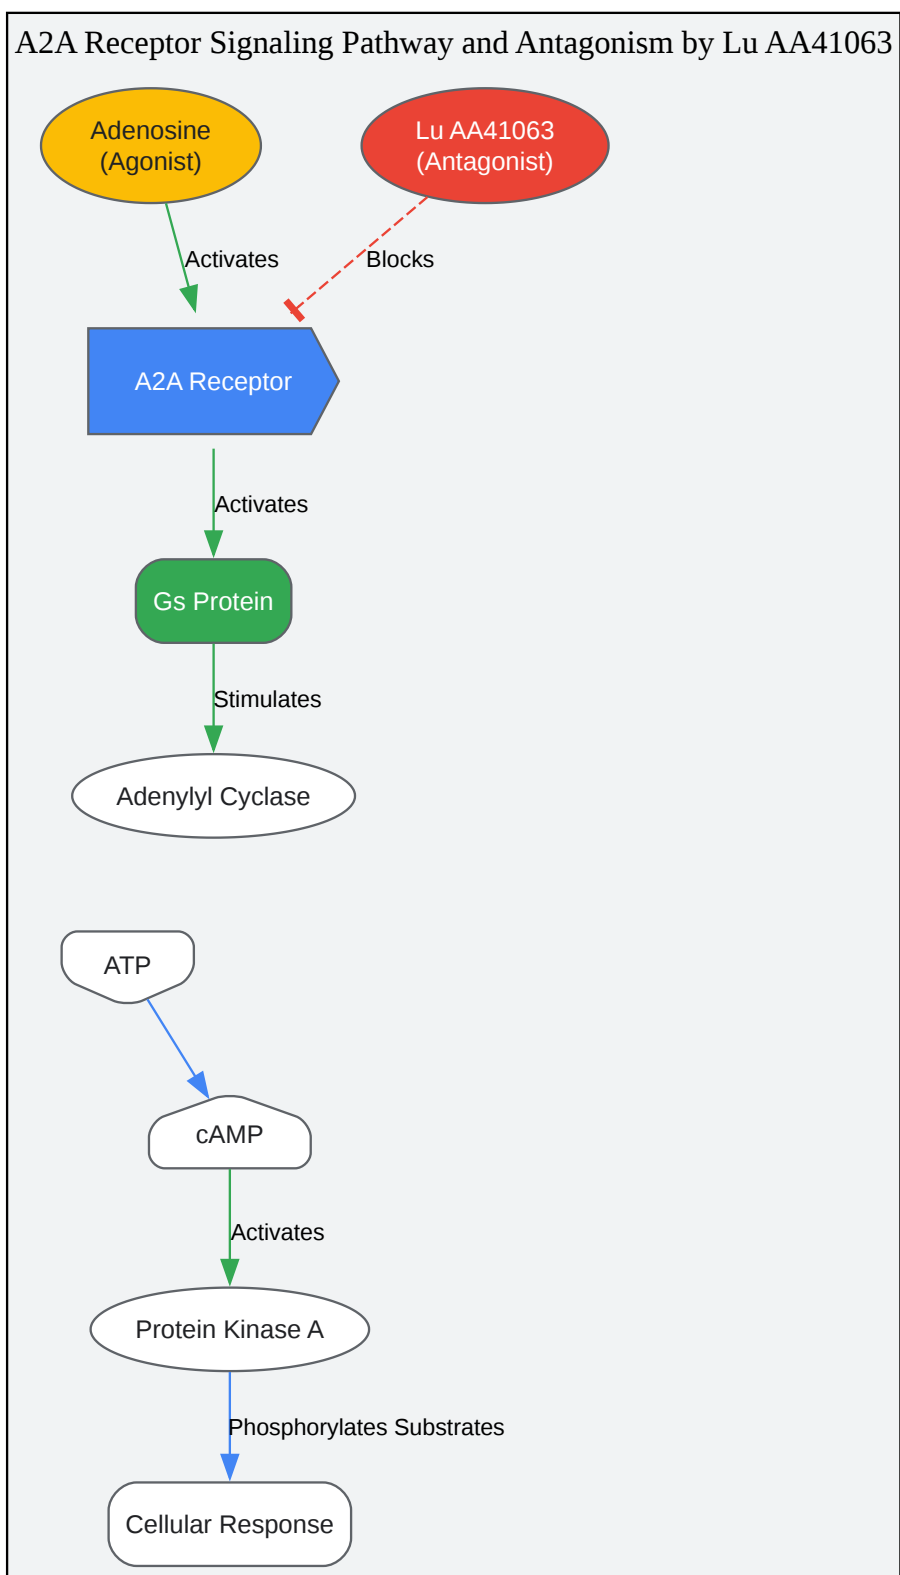 A2A Receptor Signaling Pathway and Antagonism by Lu AA41063
Adenosine
(Agonist)
Lu AA41063
(Antagonist)
Activates
Blocks
A2A Receptor
Activates
Gs Protein
Stimulates
Adenylyl Cyclase
ATP
cAMP
Activates
Protein Kinase A
Phosphorylates Substrates
Cellular Response